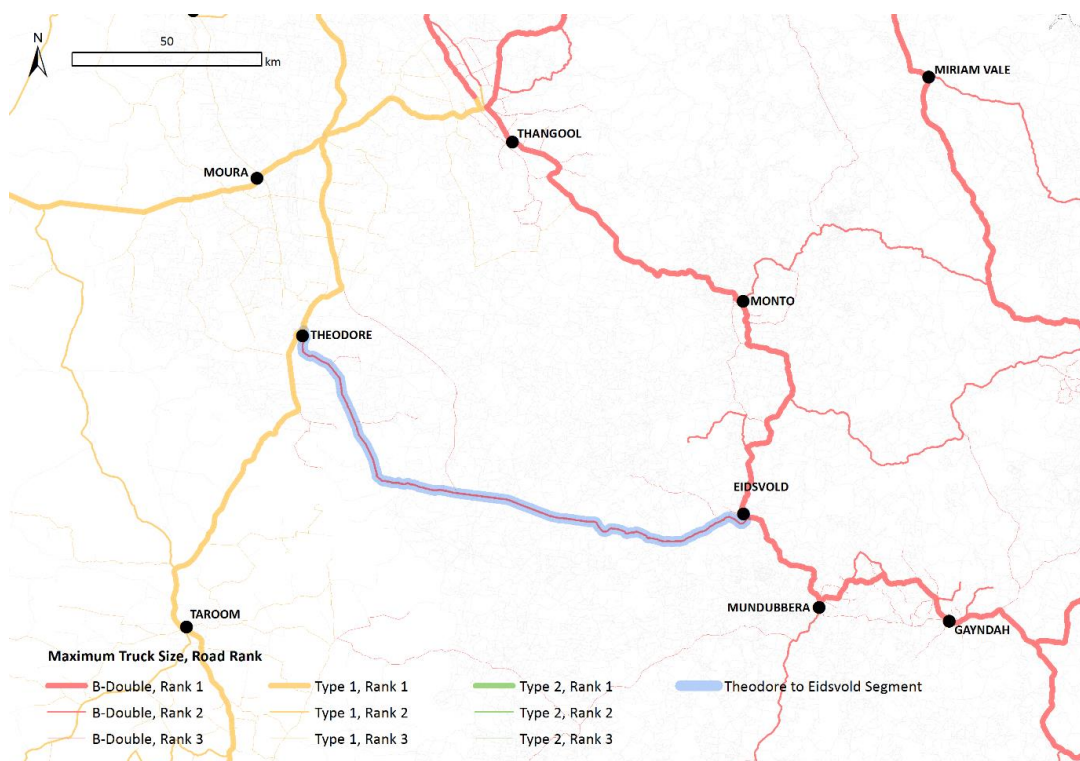 N
50
km
MIRIAM VALE
THANGOOL
MOURA
MONTO
THEODORE
EIDSVOLD
MUNDUBBERA
TAROOM
GAYNDAH
Maximum Truck Size, Road Rank
B-Double, Rank 1
Type 1, Rank 1
Type 2, Rank 1
Theodore to Eidsvold Segment
B-Double, Rank 2
Type 1, Rank 2
Type 2, Rank 2
B-Double, Rank 3
Type 1, Rank 3
Type 2, Rank 3